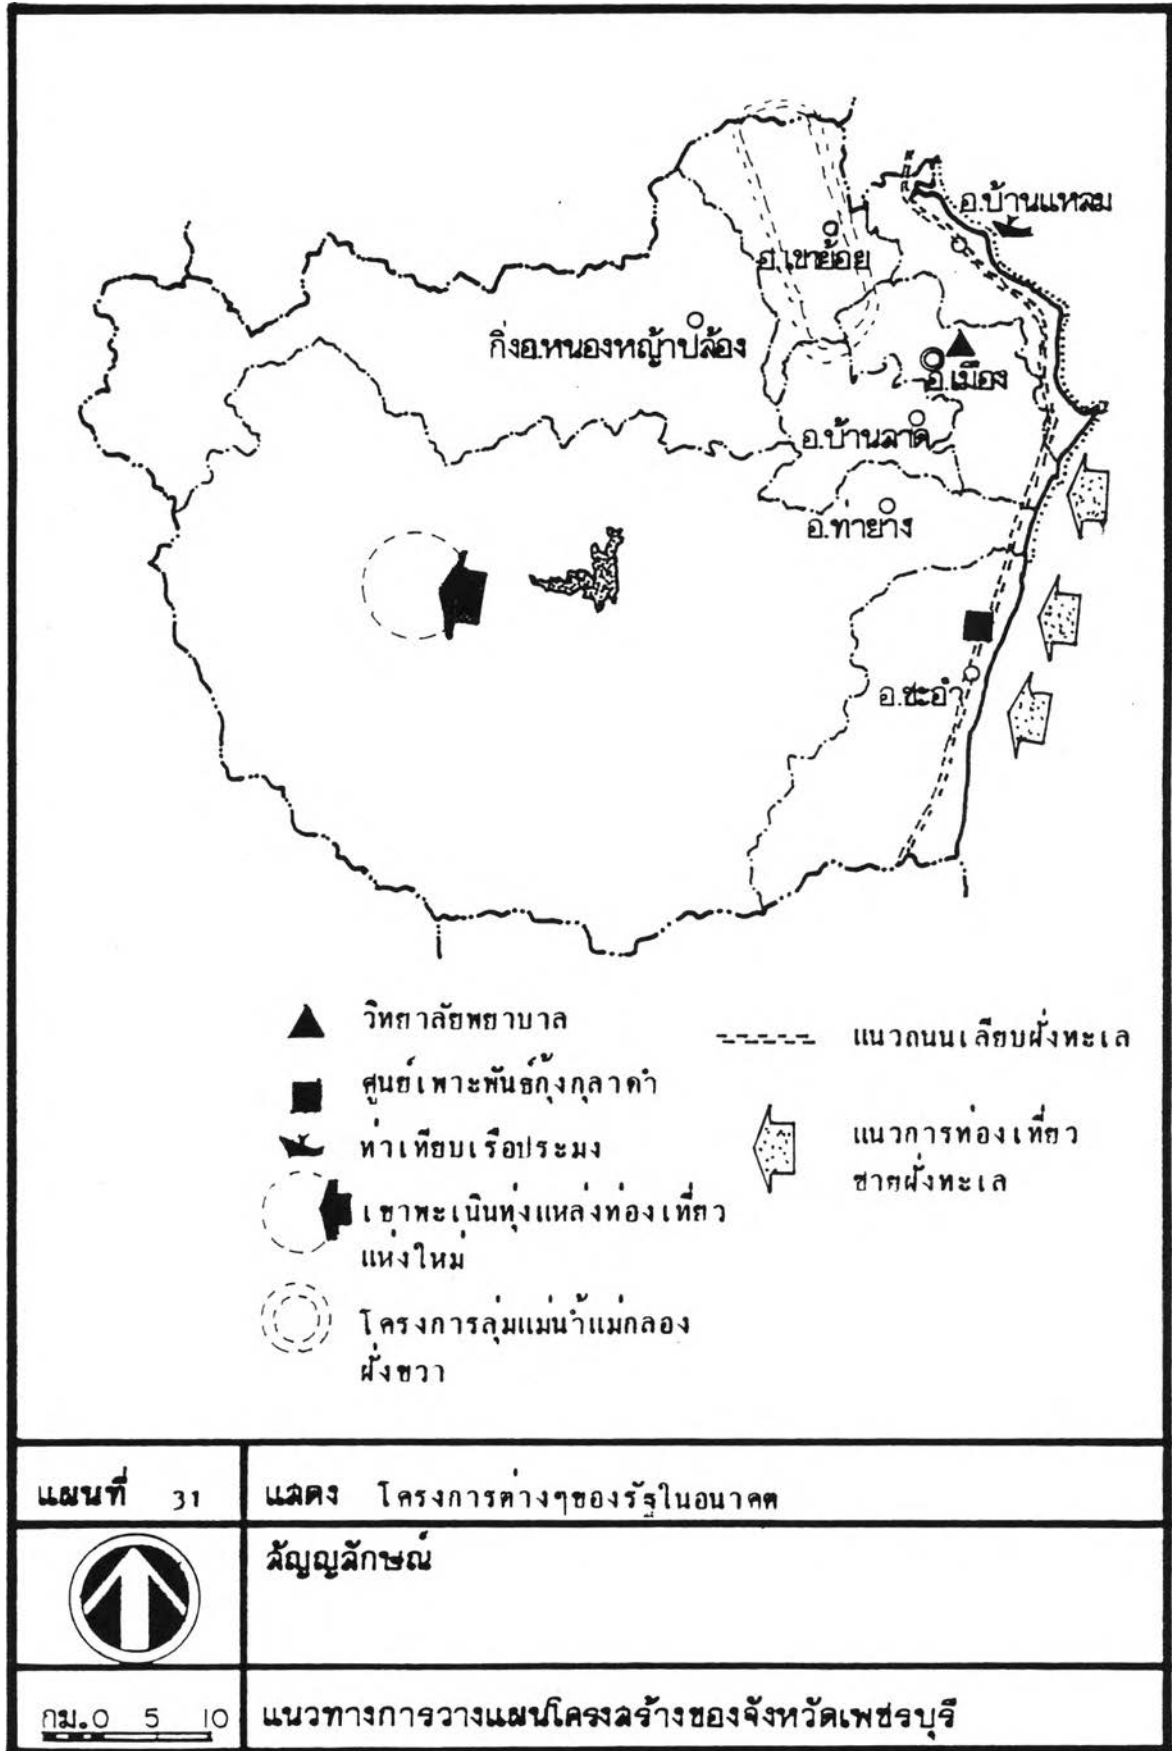 อ.บ้านแหลม
อ.เขาย้อย
กิ่งอ.หนองหญ้าปล้อง
อ.เมือง
อ.บ้านลาด
อ.ท่ายาง
อ.ชะอำ
วิทยาลัยพยาบาล
ศูนย์เพาะพันธ์กุ้งกุลาดำ
ท่าเทียบเรือประมง
เขาพะเนินทุ่งแหล่งท่องเที่ยว
แห่งใหม่
โครงการลุ่มแม่น้ำแม่กลอง
ฝั่งขวา
แนวถนนเลียบฝั่งทะเล
แนวการท่องเที่ยว
ชายฝั่งทะเล
แผนที่ 31
แสดง โครงการต่างๆของรัฐในอนาคต
สัญญลักษณ์
กม. 0 5 10
แนวทางการวางแผนโครงสร้างของจังหวัดเพชรบุรี